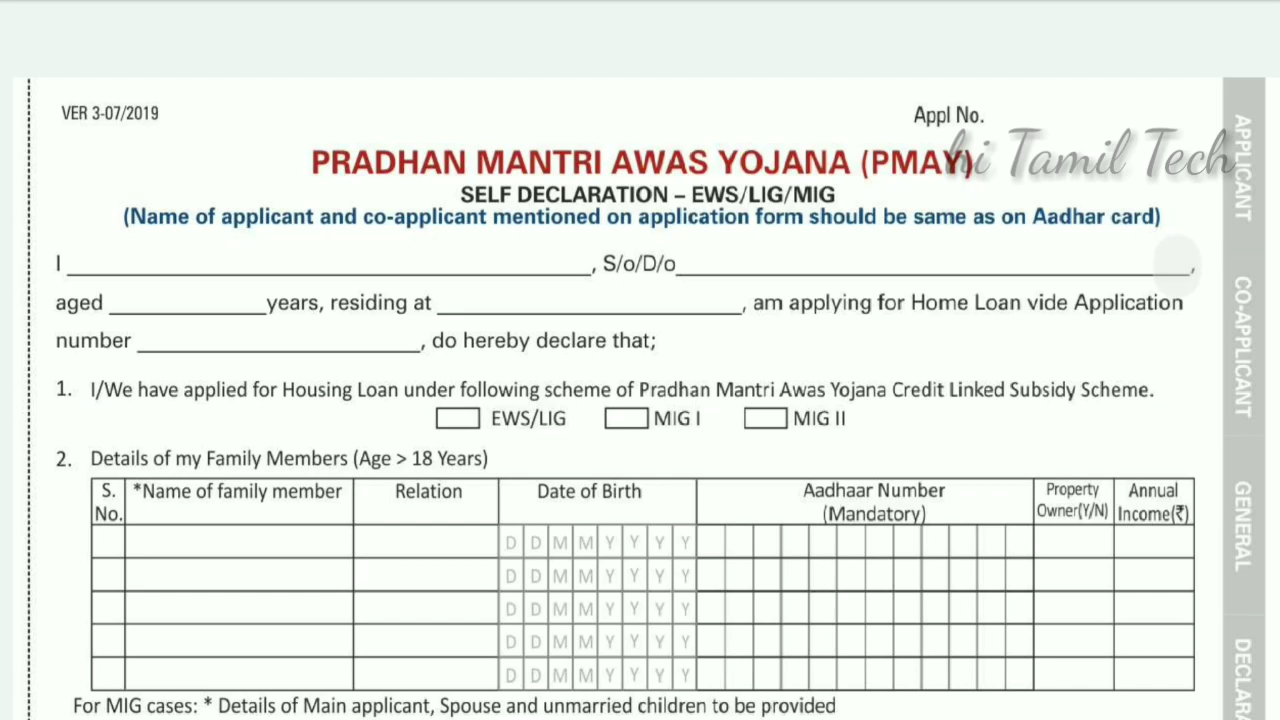 VER 3-07/2019
Appl No.
hi Tamil Tech
PRADHAN MANTRI AWAS YOJANA (PMAY)
SELF DECLARATION – EWS/LIG/MIG
(Name of applicant and co-applicant mentioned on application form should be same as on Aadhar card)
I ____________________, S/o/D/o____________________,
aged __________years, residing at ____________________, am applying for Home Loan vide Application
number ____________________, do hereby declare that;
1. I/We have applied for Housing Loan under following scheme of Pradhan Mantri Awas Yojana Credit Linked Subsidy Scheme.
EWS/LIG MIG I MIG II
2. Details of my Family Members (Age > 18 Years)
S. No. *Name of family member Relation Date of Birth Aadhaar Number (Mandatory) Property Owner(Y/N) Annual Income(₹)
D D M M Y Y Y Y
D D M M Y Y Y Y
D D M M Y Y Y Y
D D M M Y Y Y Y
D D M M Y Y Y Y
For MIG cases: * Details of Main applicant, Spouse and unmarried children to be provided
APPLICANT
CO-APPLICANT
GENERAL